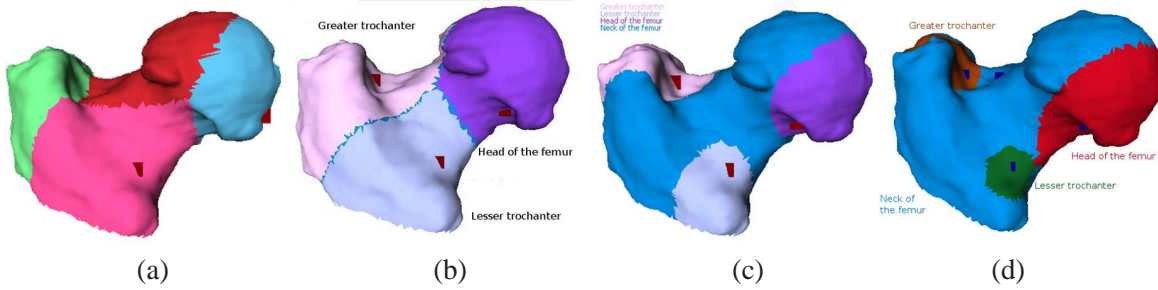 Greater trochanter
Head of the femur
Lesser trochanter
Greater trochanter
Lesser trochanter
Head of the femur
Neck of the femur
Greater trochanter
Head of the femur
Lesser trochanter
Neck of
the femur
(a)
(b)
(c)
(d)